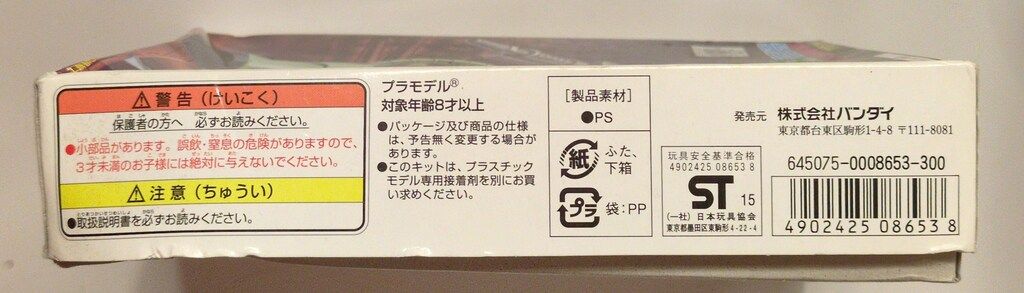 ⚠警告（けいこく）
保護者の方へ 必ずお読みください。
●小部品があります。誤飲・窒息の危険がありますので、
3才未満のお子様には絶対に与えないでください。
⚠注意（ちゅうい）
●取扱説明書を必ずお読みください。
プラモデル®
対象年齢8才以上
●パッケージ及び商品の仕様
は、予告無く変更する場合が
あります。
●このキットは、プラスチック
モデル専用接着剤を別にお買
い求めください。
［製品素材］
●PS
紙 ふた、
下箱
プラ 袋：PP
玩具安全基準合格
4902425 08653 8
ST 15
(一社) 日本玩具協会
東京都墨田区東駒形4-22-4
発売元 株式会社バンダイ
東京都台東区駒形1-4-8 〒111-8081
645075-0008653-300
4902425 086538